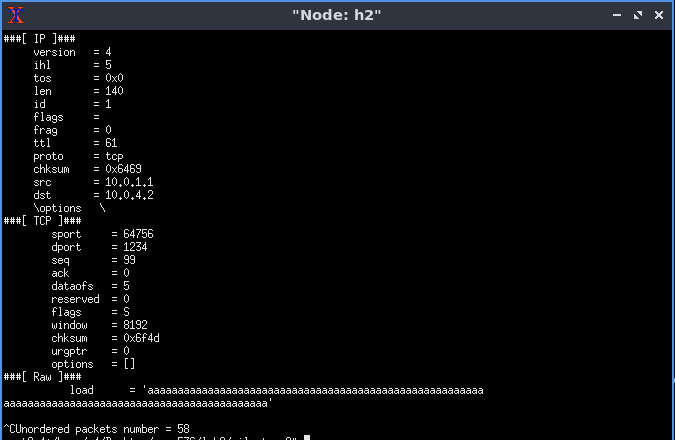 "Node: h2"
###[ IP ]###
version = 4
ihl = 5
tos = 0x0
len = 140
id = 1
flags =
frag = 0
ttl = 61
proto = tcp
chksum = 0x6469
src = 10.0.1.1
dst = 10.0.4.2
\options \
###[ TCP ]###
sport = 64756
dport = 1234
seq = 99
ack = 0
dataofs = 5
reserved = 0
flags = S
window = 8192
chksum = 0x6f4d
urgptr = 0
options = []
###[ Raw ]###
load = 'aaaaaaaaaaaaaaaaaaaaaaaaaaaaaaaaaaaaaaaaaaaaaaaaaaaaaaaa
aaaaaaaaaaaaaaaaaaaaaaaaaaaaaaaaaaaaaaaaaaaa'
^CUnordered packets number = 58